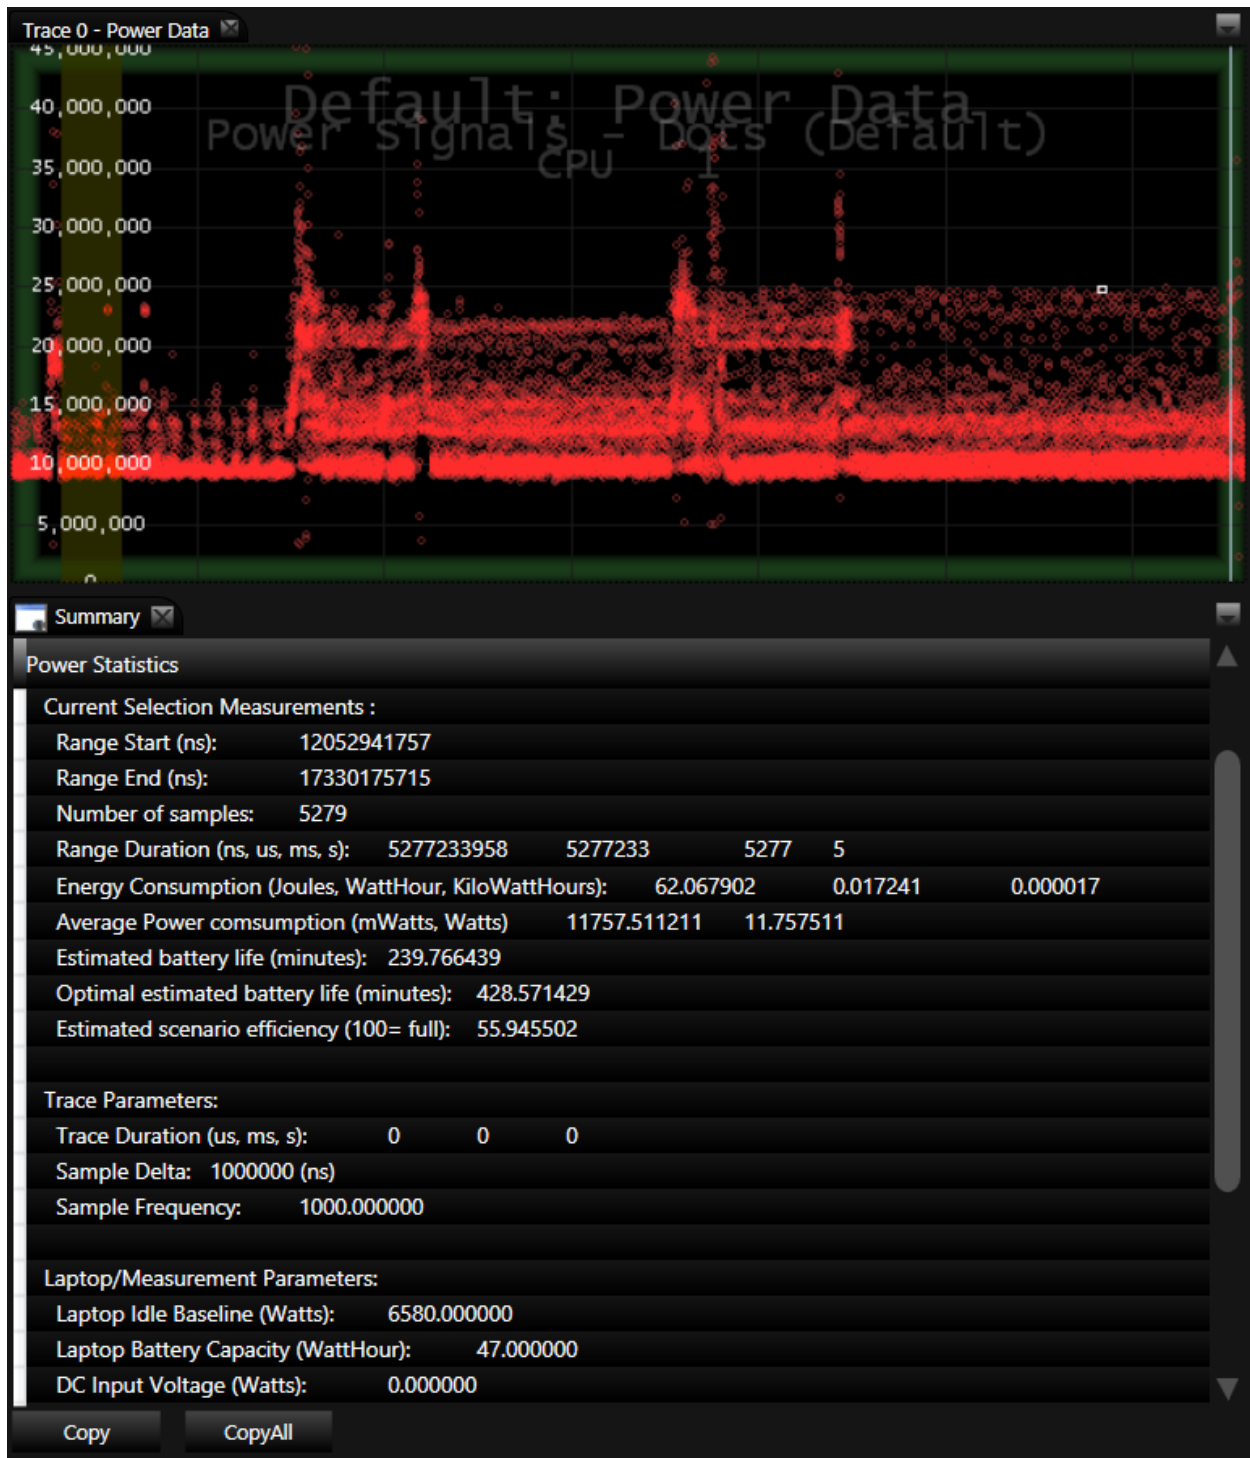 Trace 0 - Power Data
45,000,000
Default: Power Data
40,000,000
Power Signals - Dots (Default)
CPU 1
35,000,000
30,000,000
25,000,000
20,000,000
15,000,000
10,000,000
5,000,000
0
Summary
Power Statistics
Current Selection Measurements :
Range Start (ns): 12052941757
Range End (ns): 17330175715
Number of samples: 5279
Range Duration (ns, us, ms, s): 5277233958 5277233 5277 5
Energy Consumption (Joules, WattHour, KiloWattHours): 62.067902 0.017241 0.000017
Average Power comsumption (mWatts, Watts) 11757.511211 11.757511
Estimated battery life (minutes): 239.766439
Optimal estimated battery life (minutes): 428.571429
Estimated scenario efficiency (100= full): 55.945502
Trace Parameters:
Trace Duration (us, ms, s): 0 0 0
Sample Delta: 1000000 (ns)
Sample Frequency: 1000.000000
Laptop/Measurement Parameters:
Laptop Idle Baseline (Watts): 6580.000000
Laptop Battery Capacity (WattHour): 47.000000
DC Input Voltage (Watts): 0.000000
Copy CopyAll